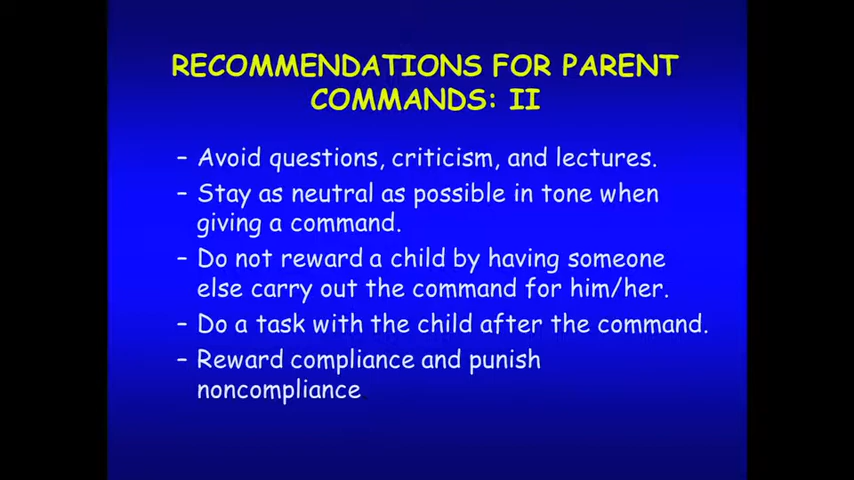 RECOMMENDATIONS FOR PARENT
COMMANDS: II
– Avoid questions, criticism, and lectures.
– Stay as neutral as possible in tone when
giving a command.
– Do not reward a child by having someone
else carry out the command for him/her.
– Do a task with the child after the command.
– Reward compliance and punish
noncompliance.